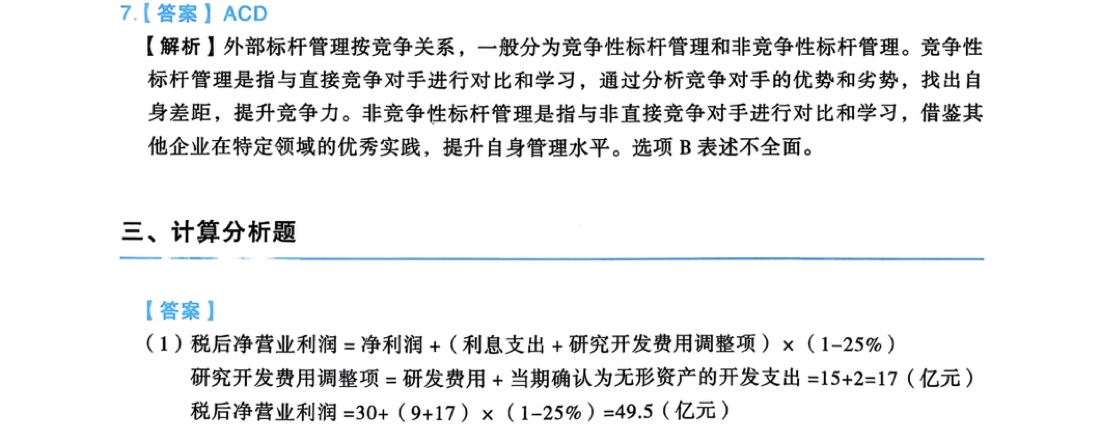 7.【答案】ACD
【解析】外部标杆管理按竞争关系，一般分为竞争性标杆管理和非竞争性标杆管理。竞争性
标杆管理是指与直接竞争对手进行对比和学习，通过分析竞争对手的优势和劣势，找出自
身差距，提升竞争力。非竞争性标杆管理是指与非直接竞争对手进行对比和学习，借鉴其
他企业在特定领域的优秀实践，提升自身管理水平。选项 B 表述不全面。
三、计算分析题
【答案】
（1）税后净营业利润 = 净利润 +（利息支出 + 研究开发费用调整项）×（1-25%）
研究开发费用调整项 = 研发费用 + 当期确认为无形资产的开发支出 =15+2=17（亿元）
税后净营业利润 =30+（9+17）×（1-25%）=49.5（亿元）